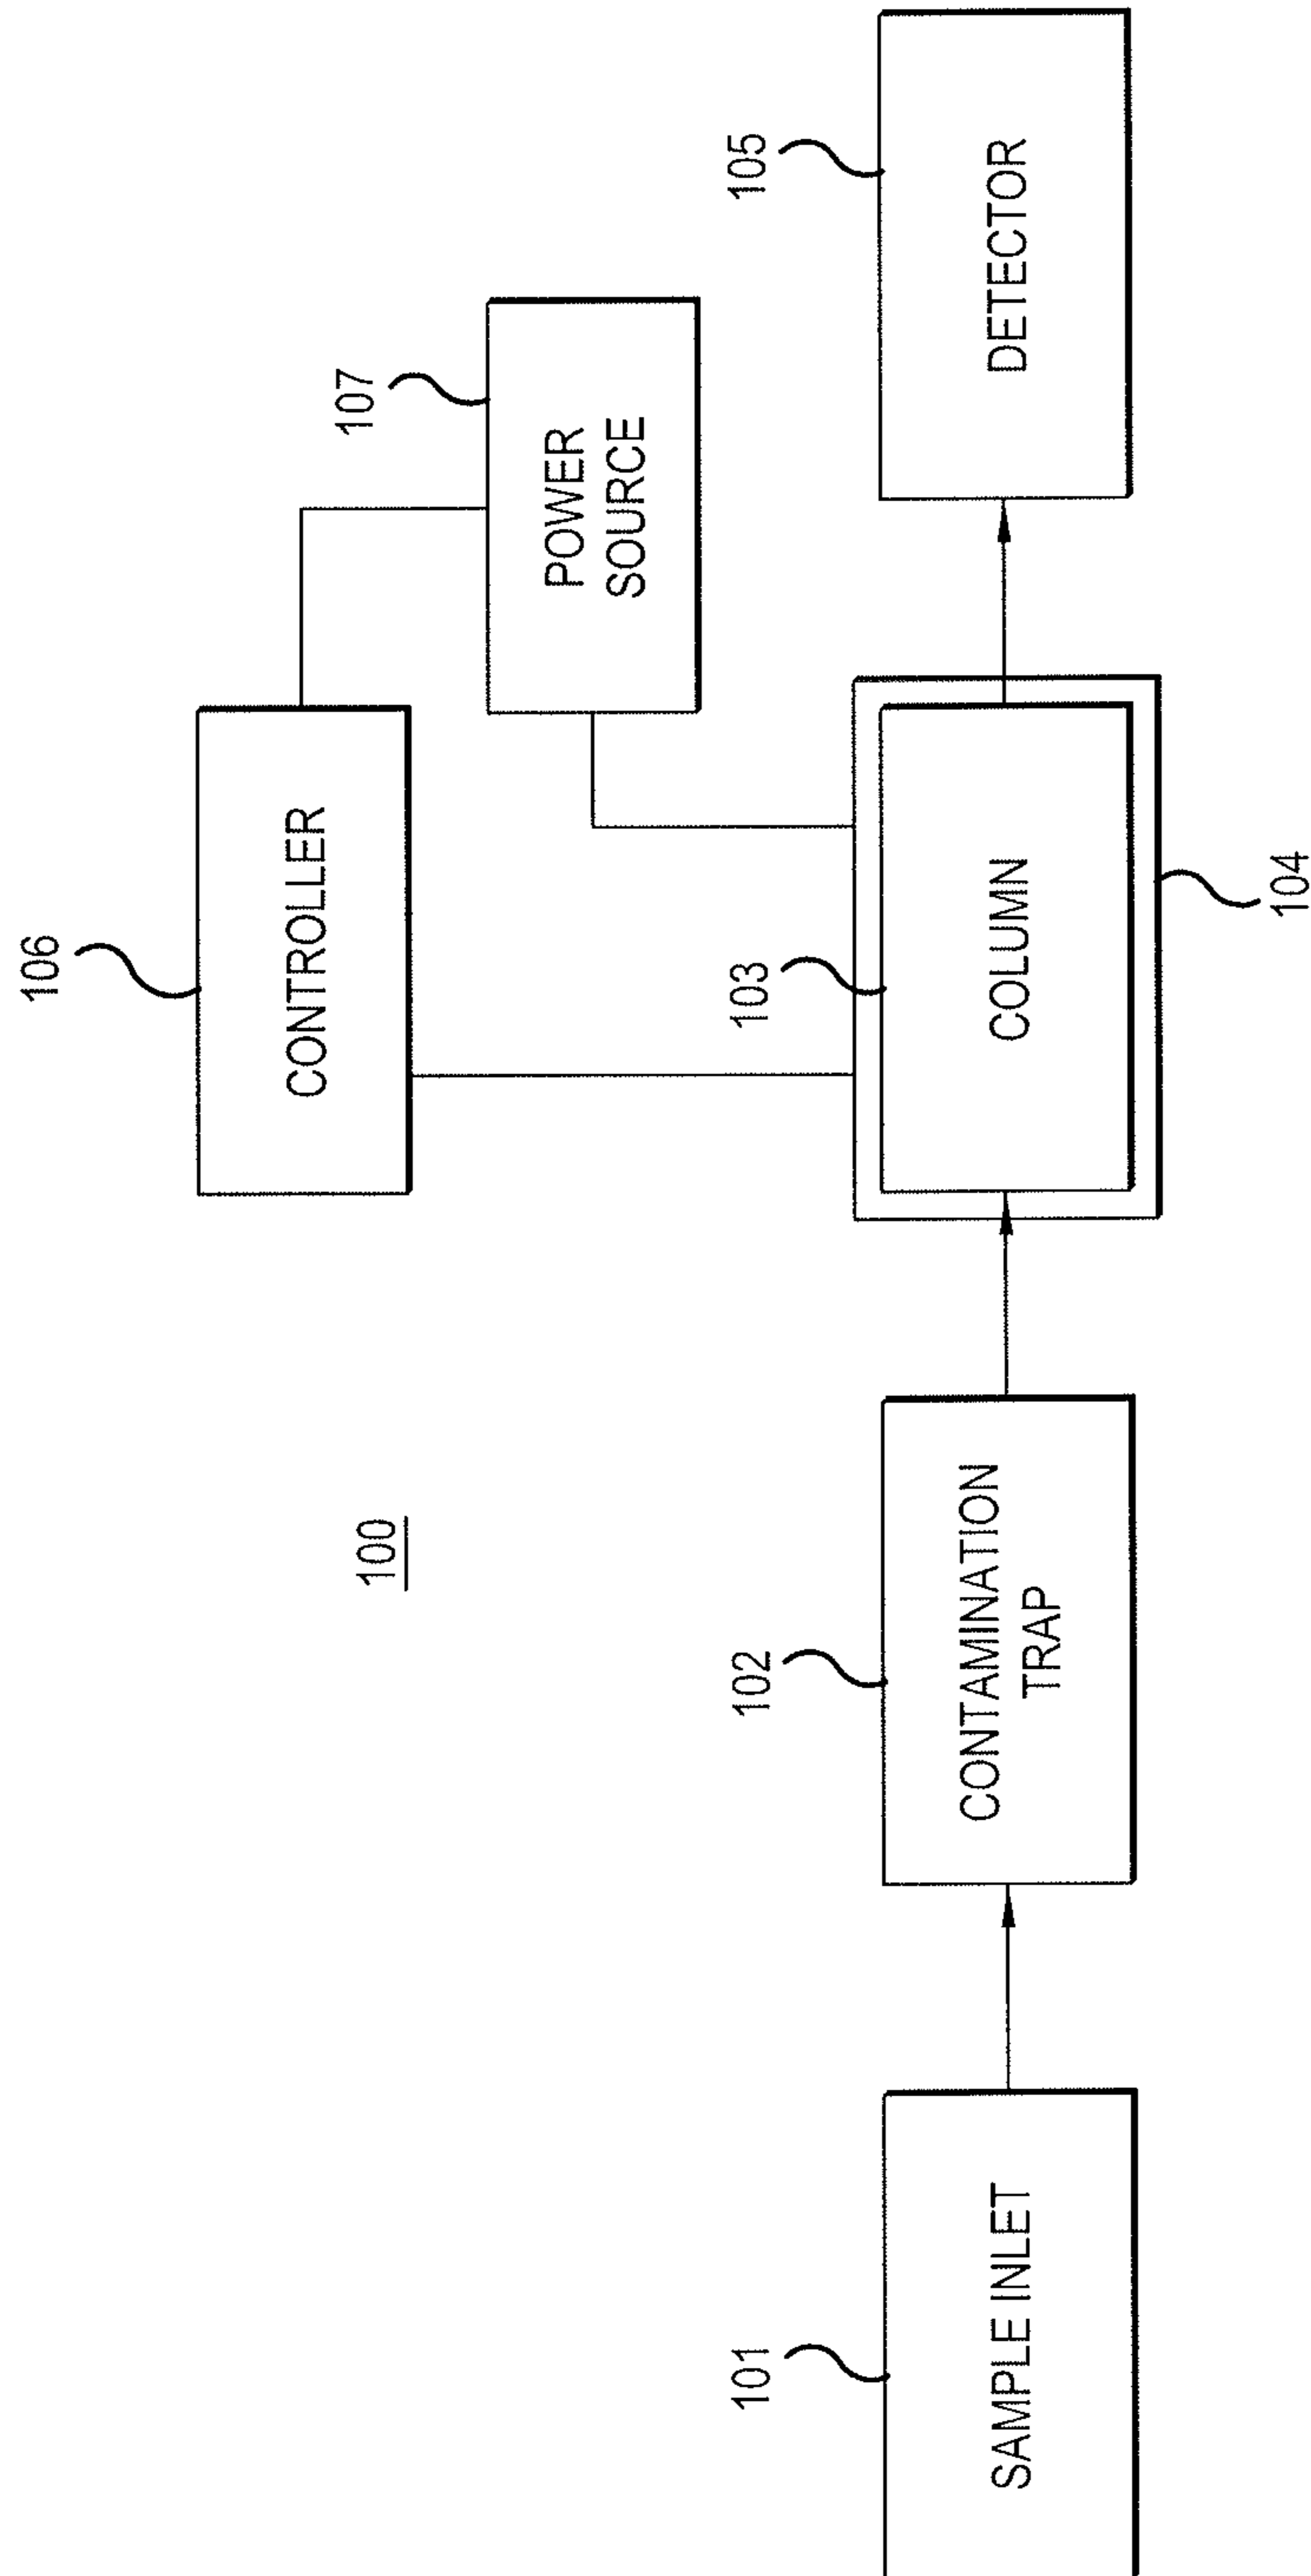 100
106
CONTROLLER
107
POWER
SOURCE
101
SAMPLE INLET
102
CONTAMINATION
TRAP
103
COLUMN
104
105
DETECTOR